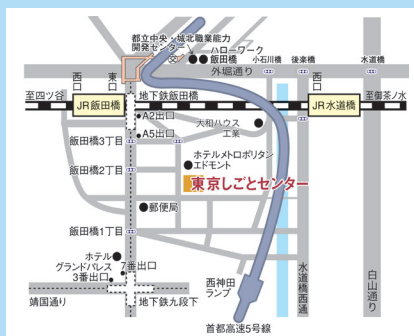 都立中央・城北職業能力
開発センター
ハローワーク
飯田橋
小石川橋
後楽橋
水道橋
外堀通り
西口
東口
西口
至四ツ谷
JR飯田橋
地下鉄飯田橋
JR水道橋
至御茶ノ水
A2出口
A5出口
大和ハウス
工業
飯田橋3丁目
ホテルメトロポリタン
エドモント
飯田橋2丁目
東京しごとセンター
郵便局
飯田橋1丁目
ホテル
グランドパレス
7番出口
3番出口
西神田
ランプ
水道橋西通り
白山通り
靖国通り
地下鉄九段下
首都高速5号線